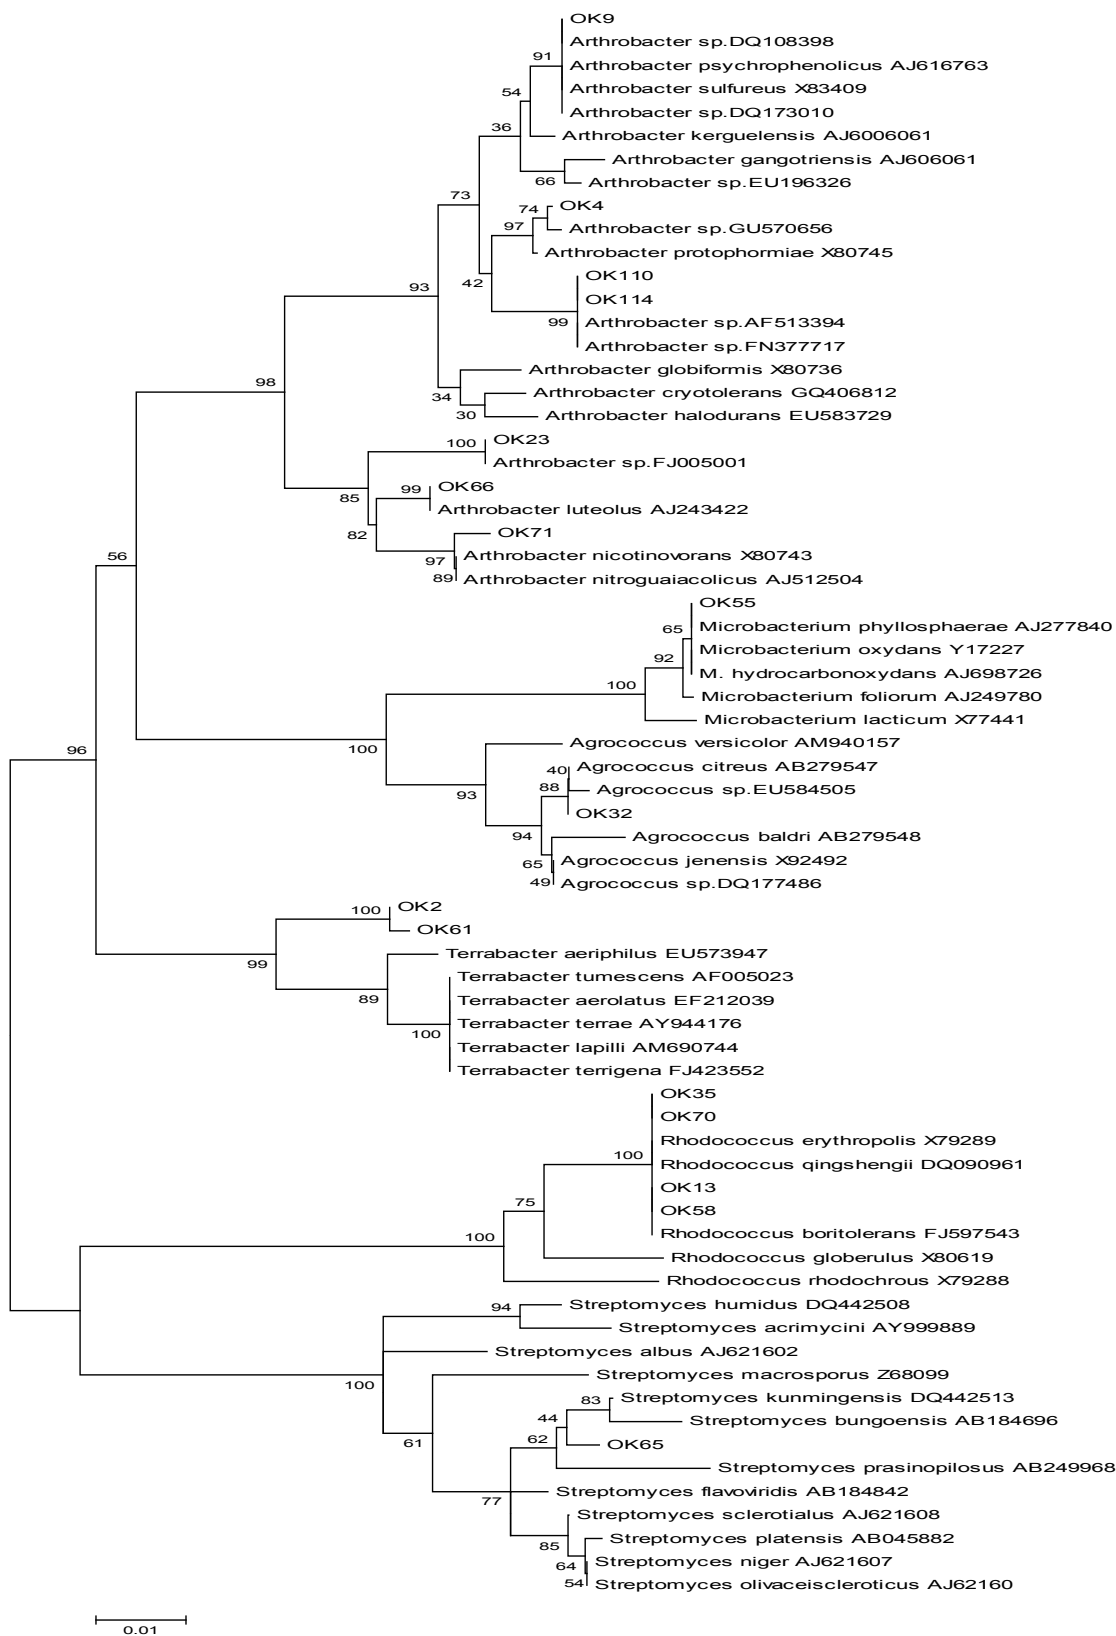 OK9
Arthrobacter sp.DQ108398
91
Arthrobacter psychrophenolicus AJ616763
Arthrobacter sulfureus X83409
54
Arthrobacter sp.DQ173010
36
Arthrobacter kerguelensis AJ6006061
Arthrobacter gangotriensis AJ606061
66
Arthrobacter sp.EU196326
73
74
OK4
97
Arthrobacter sp.GU570656
Arthrobacter protophormiae X80745
OK110
42
93
OK114
99
Arthrobacter sp.AF513394
Arthrobacter sp.FN377717
Arthrobacter globiformis X80736
98
34
Arthrobacter cryotolerans GQ406812
30
Arthrobacter halodurans EU583729
100
OK23
Arthrobacter sp.FJ005001
99
OK66
85
Arthrobacter luteolus AJ243422
82
OK71
56
97
Arthrobacter nicotinovorans X80743
89
Arthrobacter nitroguaiacolicus AJ512504
OK55
65
Microbacterium phyllosphaerae AJ277840
Microbacterium oxydans Y17227
92
M. hydrocarbonoxydans AJ698726
100
Microbacterium foliorum AJ249780
Microbacterium lacticum X77441
100
96
Agrococcus versicolor AM940157
40
Agrococcus citreus AB279547
88
Agrococcus sp.EU584505
93
OK32
94
Agrococcus baldri AB279548
65
Agrococcus jenensis X92492
49
Agrococcus sp.DQ177486
100
OK2
OK61
99
Terrabacter aeriphilus EU573947
Terrabacter tumescens AF005023
89
Terrabacter aerolatus EF212039
Terrabacter terrae AY944176
100
Terrabacter lapilli AM690744
Terrabacter terrigena FJ423552
OK35
OK70
Rhodococcus erythropolis X79289
100
Rhodococcus qingshengii DQ090961
OK13
75
OK58
Rhodococcus boritolerans FJ597543
100
Rhodococcus globerulus X80619
Rhodococcus rhodochrous X79288
94
Streptomyces humidus DQ442508
Streptomyces acrimycini AY999889
Streptomyces albus AJ621602
100
Streptomyces macrosporus Z68099
83
Streptomyces kunmingensis DQ442513
44
Streptomyces bungoensis AB184696
61
62
OK65
Streptomyces prasinopilosus AB249968
77
Streptomyces flavoviridis AB184842
Streptomyces sclerotialus AJ621608
85
Streptomyces platensis AB045882
64
Streptomyces niger AJ621607
54
Streptomyces olivaceiscleroticus AJ62160
0.01